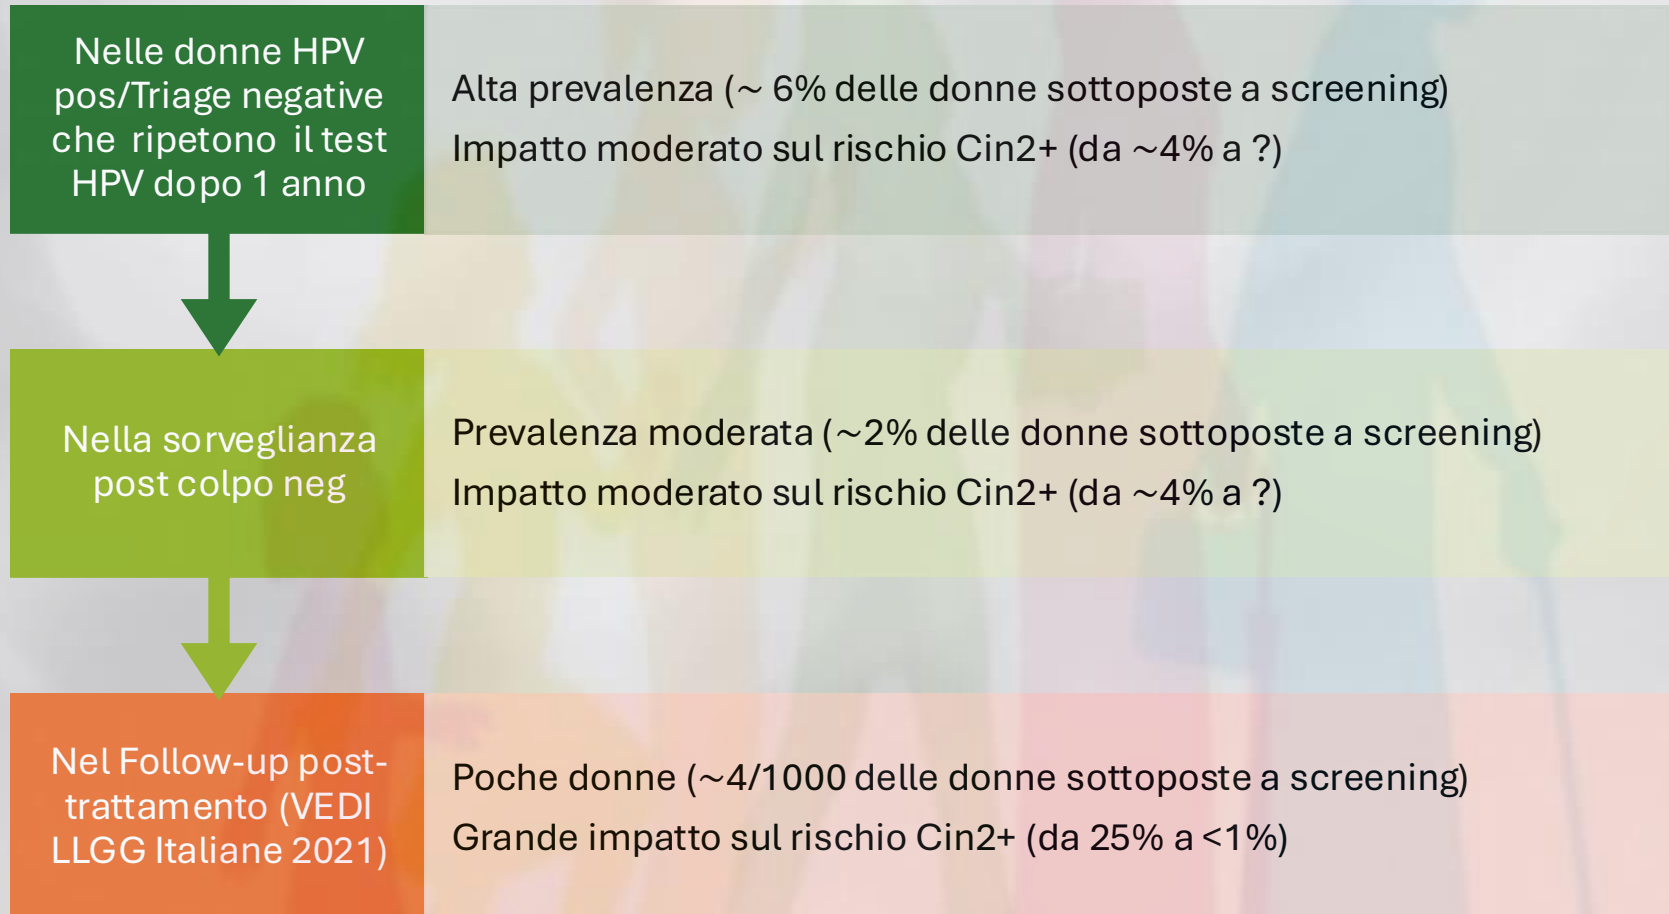 Nelle donne HPV
pos/Triage negative
che ripetono il test
HPV dopo 1 anno
Alta prevalenza (~ 6% delle donne sottoposte a screening)
Impatto moderato sul rischio Cin2+ (da ~4% a ?)
Nella sorveglianza
post colpo neg
Prevalenza moderata (~2% delle donne sottoposte a screening)
Impatto moderato sul rischio Cin2+ (da ~4% a ?)
Nel Follow-up post-
trattamento (VEDI
LLGG Italiane 2021)
Poche donne (~4/1000 delle donne sottoposte a screening)
Grande impatto sul rischio Cin2+ (da 25% a <1%)